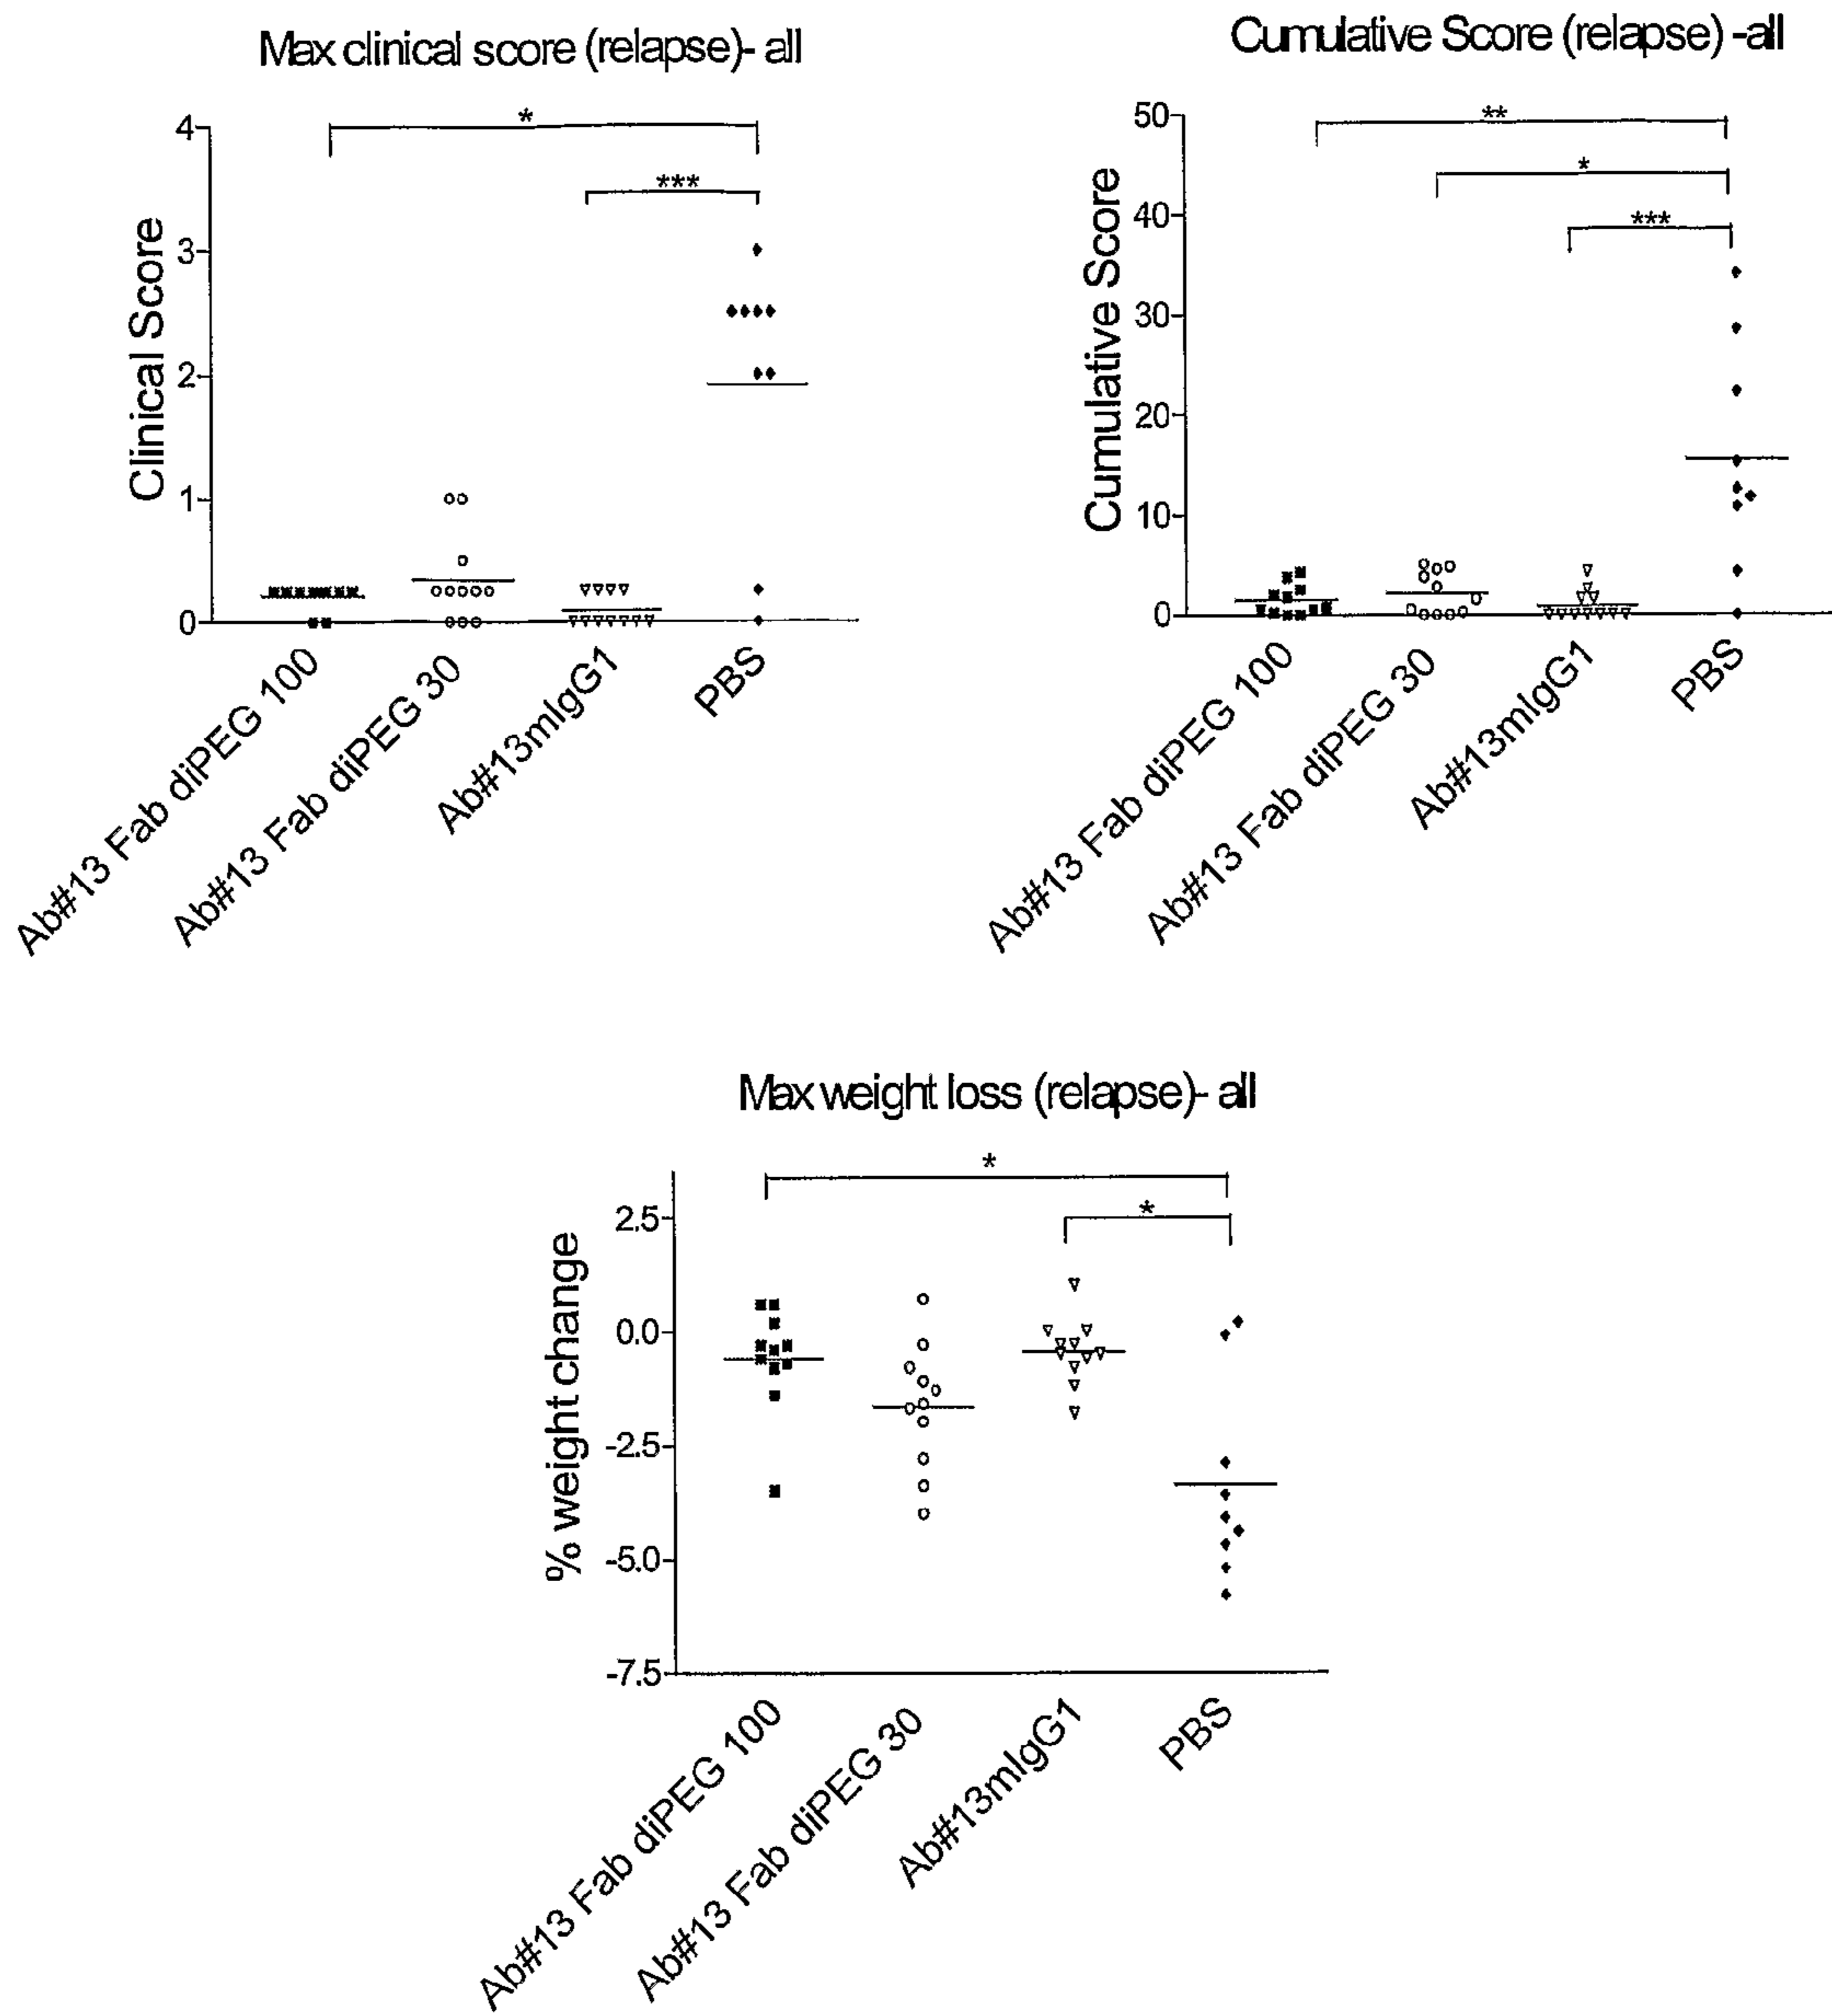 Max clinical score (relapse)- all
*
***
Clinical Score
4
3
2
1
0
Ab#13 Fab diPEG 100
Ab#13 Fab diPEG 30
Ab#13mIgG1
PBS
Cumulative Score (relapse) -all
**
*
***
Cumulative Score
50
40
30
20
10
0
Ab#13 Fab diPEG 100
Ab#13 Fab diPEG 30
Ab#13mIgG1
PBS
Max weight loss (relapse)- all
*
*
% weight change
2.5
0.0
-2.5
-5.0
-7.5
Ab#13 Fab diPEG 100
Ab#13 Fab diPEG 30
Ab#13mIgG1
PBS